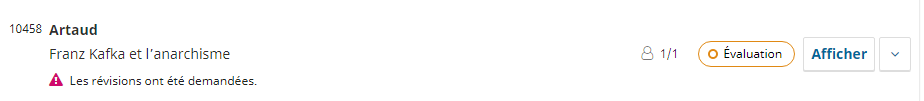 10458 Artaud
Franz Kafka et l'anarchisme
1/1 Évaluation Afficher
Les révisions ont été demandées.